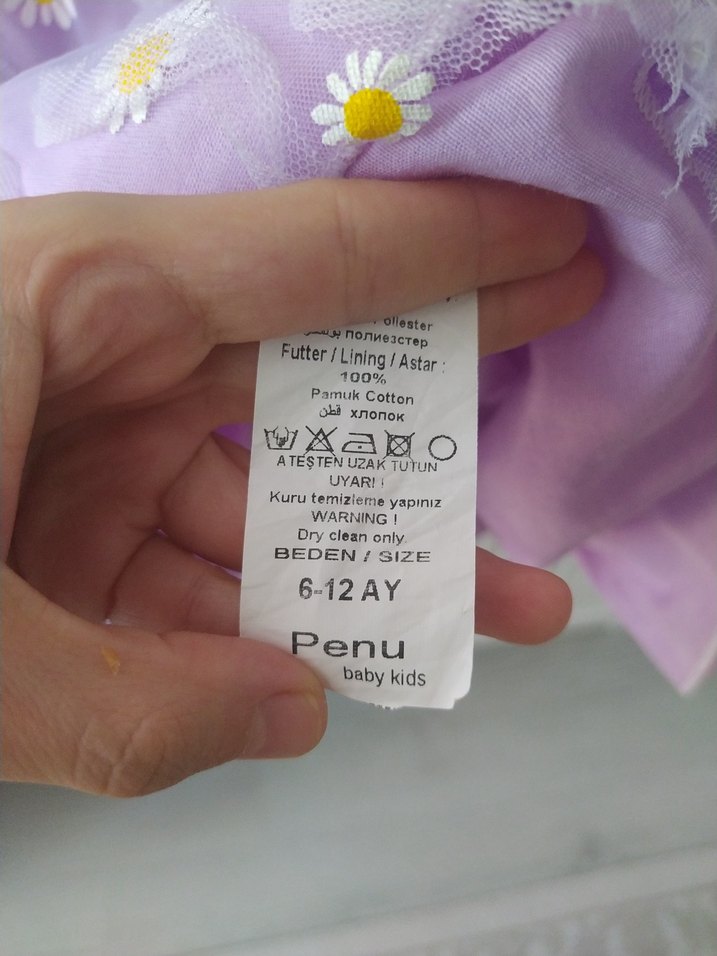 полиэстер
Futter / Lining / Astar :
100%
Pamuk Cotton
قطن хлопок
ATEŞTEN UZAK TUTUN
UYARI !
Kuru temizleme yapınız
WARNING !
Dry clean only
BEDEN / SIZE
6-12 AY
Penu
baby kids